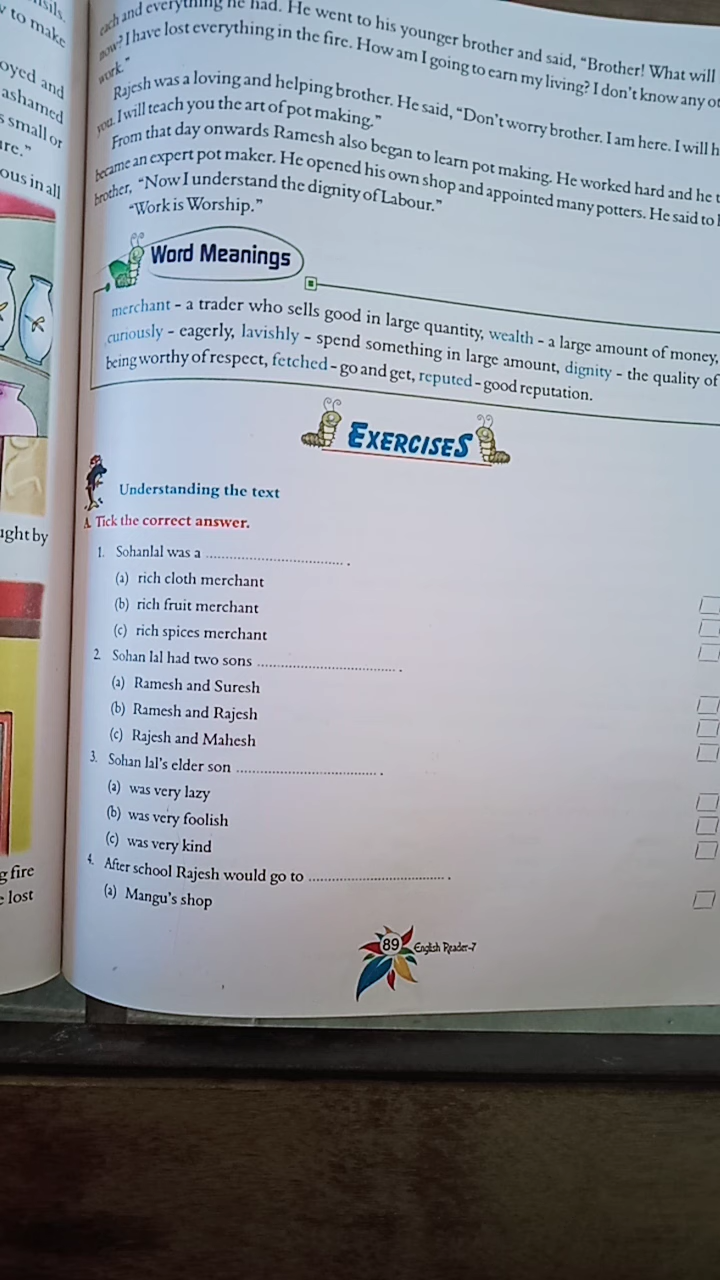 sils.
to make
oyed and
ashamed
s small or
re."
ous in all
ught by
g fire
lost
each and everything he had. He went to his younger brother and said, "Brother! What will
now? I have lost everything in the fire. How am I going to earn my living? I don't know any
work."
Rajesh was a loving and helping brother. He said, "Don't worry brother. I am here. I will
you. I will teach you the art of pot making."
From that day onwards Ramesh also began to learn pot making. He worked hard and he
became an expert pot maker. He opened his own shop and appointed many potters. He said to
brother, "Now I understand the dignity of Labour."
"Work is Worship."
Word Meanings
merchant - a trader who sells good in large quantity, wealth - a large amount of money,
curiously - eagerly, lavishly - spend something in large amount, dignity - the quality of
being worthy of respect, fetched - go and get, reputed - good reputation.
EXERCISES
Understanding the text
A. Tick the correct answer.
1. Sohanlal was a .................................... .
(a) rich cloth merchant
(b) rich fruit merchant
(c) rich spices merchant
2. Sohan lal had two sons .................................... .
(a) Ramesh and Suresh
(b) Ramesh and Rajesh
(c) Rajesh and Mahesh
3. Sohan lal's elder son .................................... .
(a) was very lazy
(b) was very foolish
(c) was very kind
4. After school Rajesh would go to .................................... .
(a) Mangu's shop
89 English Reader-7